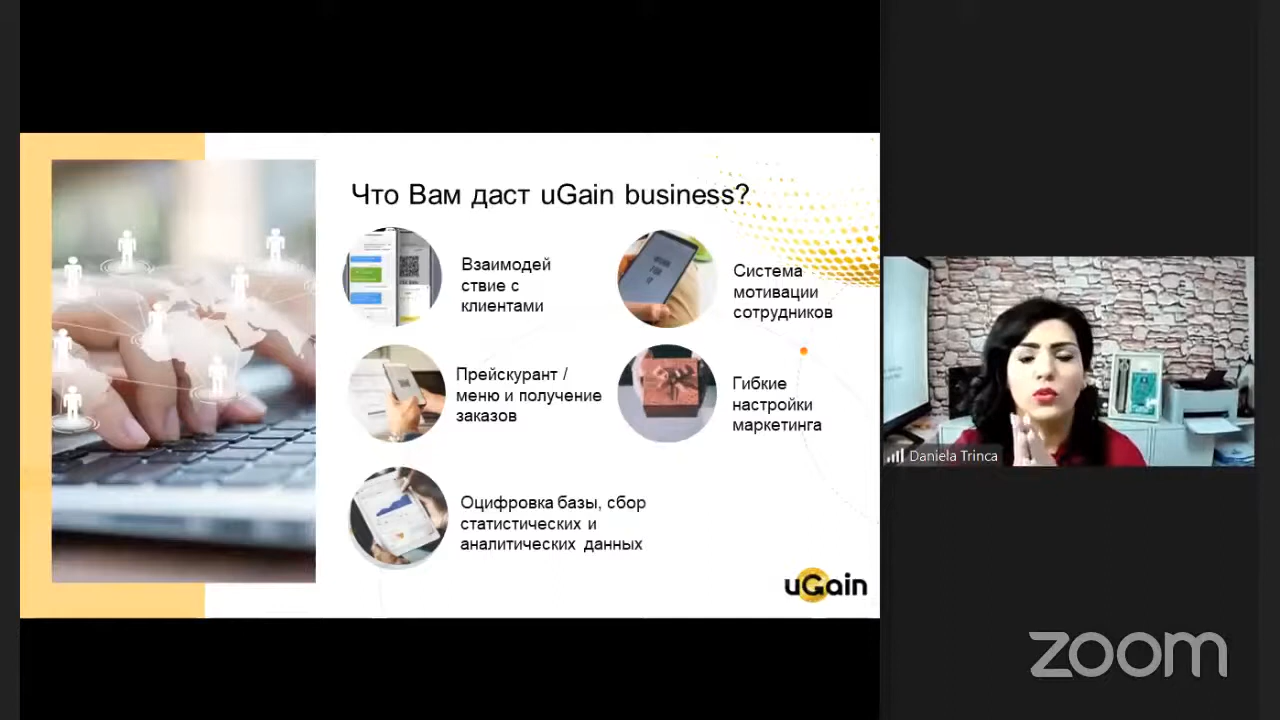 Что Вам даст uGain business?
Взаимодей
ствие с
клиентами
Система
мотивации
сотрудников
Прейскурант /
меню и получение
заказов
Гибкие
настройки
маркетинга
Оцифровка базы, сбор
статистических и
аналитических данных
uGain
Daniela Trinca
zoom